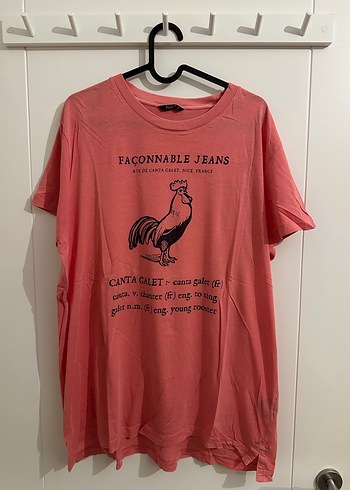 FAÇONNABLE JEANS
RUE DE CANTA GALET, NICE, FRANCE
CANTA GALET :- canta galet (fr)
canta. v. chanter (fr) eng. to sing.
galet n.m. (fr) eng. young rooster